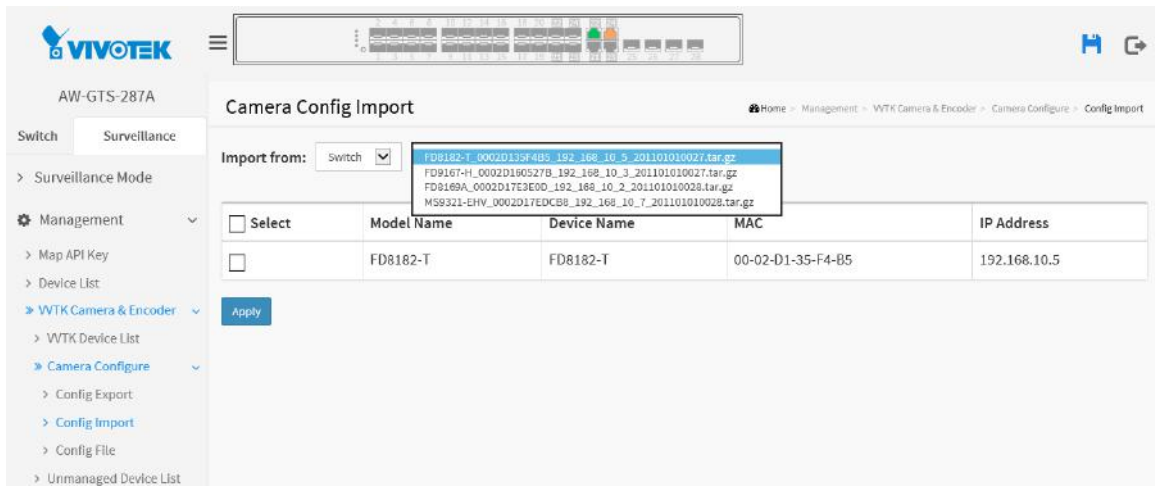 VIVOTEK
AW-GTS-287A
Switch
Surveillance
> Surveillance Mode
Management
> Map API Key
> Device List
» VVTK Camera & Encoder
> VVTK Device List
» Camera Configure
> Config Export
> Config Import
> Config File
> Unmanaged Device List
Camera Config Import
Home > Management > VVTK Camera & Encoder > Camera Configure > Config Import
Import from:
Switch
FD8182-T_0002D135F4B5_192_168_10_5_201101010027.tar.gz
FD9167-H_0002D160527B_192_168_10_3_201101010027.tar.gz
FD8169A_0002D17E3E0D_192_168_10_2_201101010028.tar.gz
MS9321-EHV_0002D17EDCB8_192_168_10_7_201101010028.tar.gz
Select Model Name Device Name MAC IP Address
FD8182-T FD8182-T 00-02-D1-35-F4-B5 192.168.10.5
Apply